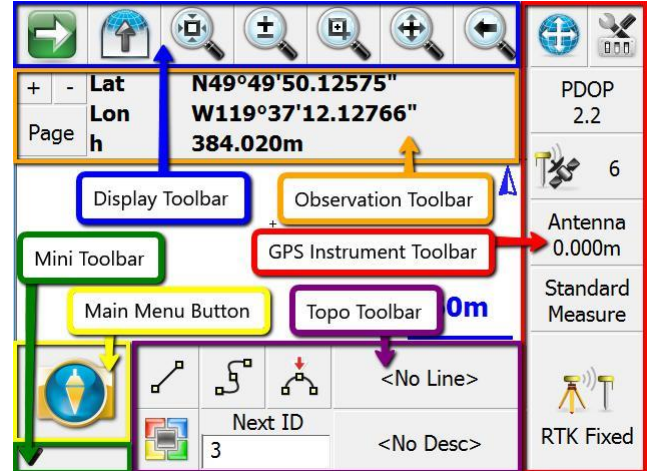 + - Lat N49°49'50.12575"
Lon W119°37'12.12766"
Page h 384.020m
PDOP
2.2
6
Display Toolbar
Observation Toolbar
Antenna
0.000m
GPS Instrument Toolbar
Mini Toolbar
Standard
Measure
Main Menu Button
Topo Toolbar
0m
<No Line>
Next ID
3
<No Desc>
RTK Fixed